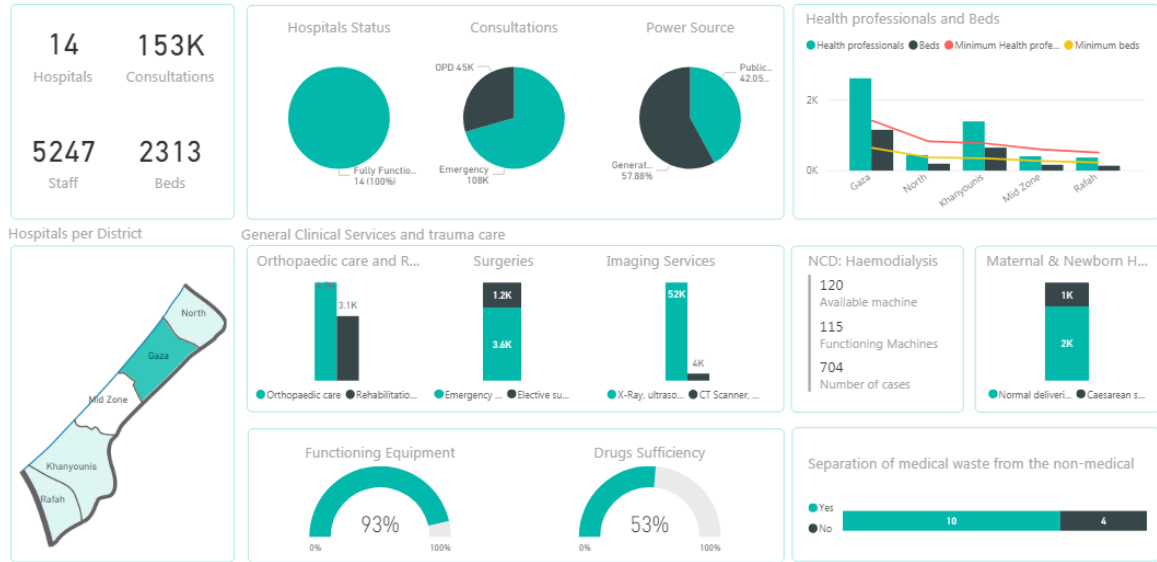 14
Hospitals
153K
Consultations
5247
Staff
2313
Beds
Hospitals Status
Fully Functio...
14 (100%)
Consultations
OPD 45K
Emergency
108K
Power Source
Public...
42.05...
Generat...
57.88%
Health professionals and Beds
Health professionals
Beds
Minimum Health profe...
Minimum beds
2K
0K
Gaza
North
Khanyounis
Mid Zone
Rafah
Hospitals per District
North
Gaza
Mid Zone
Khanyounis
Rafah
General Clinical Services and trauma care
Orthopaedic care and R...
3.1K
Orthopaedic care
Rehabilitatio...
Surgeries
1.2K
3.6K
Emergency ...
Elective su...
Imaging Services
52K
4K
X-Ray, ultraso...
CT Scanner, ...
NCD: Haemodialysis
120
Available machine
115
Functioning Machines
704
Number of cases
Maternal & Newborn H...
1K
2K
Normal deliveri...
Caesarean s...
Functioning Equipment
93%
0%
100%
Drugs Sufficiency
53%
0%
100%
Separation of medical waste from the non-medical
Yes
No
10
4